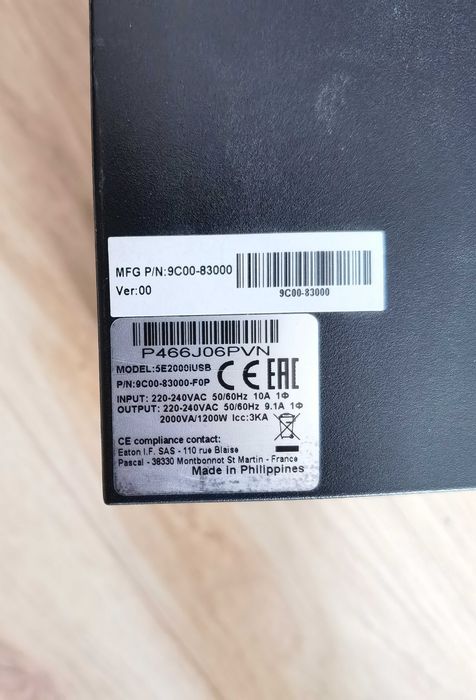 MFG P/N:9C00-83000
Ver:00
9C00-83000
P466J06PVN
MODEL:5E2000iUSB
P/N:9C00-83000-F0P
CE EAC
INPUT: 220-240VAC 50/60Hz 10A 1Φ
OUTPUT: 220-240VAC 50/60Hz 9.1A 1Φ
2000VA/1200W Icc:3KA
CE compliance contact:
Eaton I.F. SAS - 110 rue Blaise
Pascal - 38330 Montbonnot St Martin - France
Made in Philippines